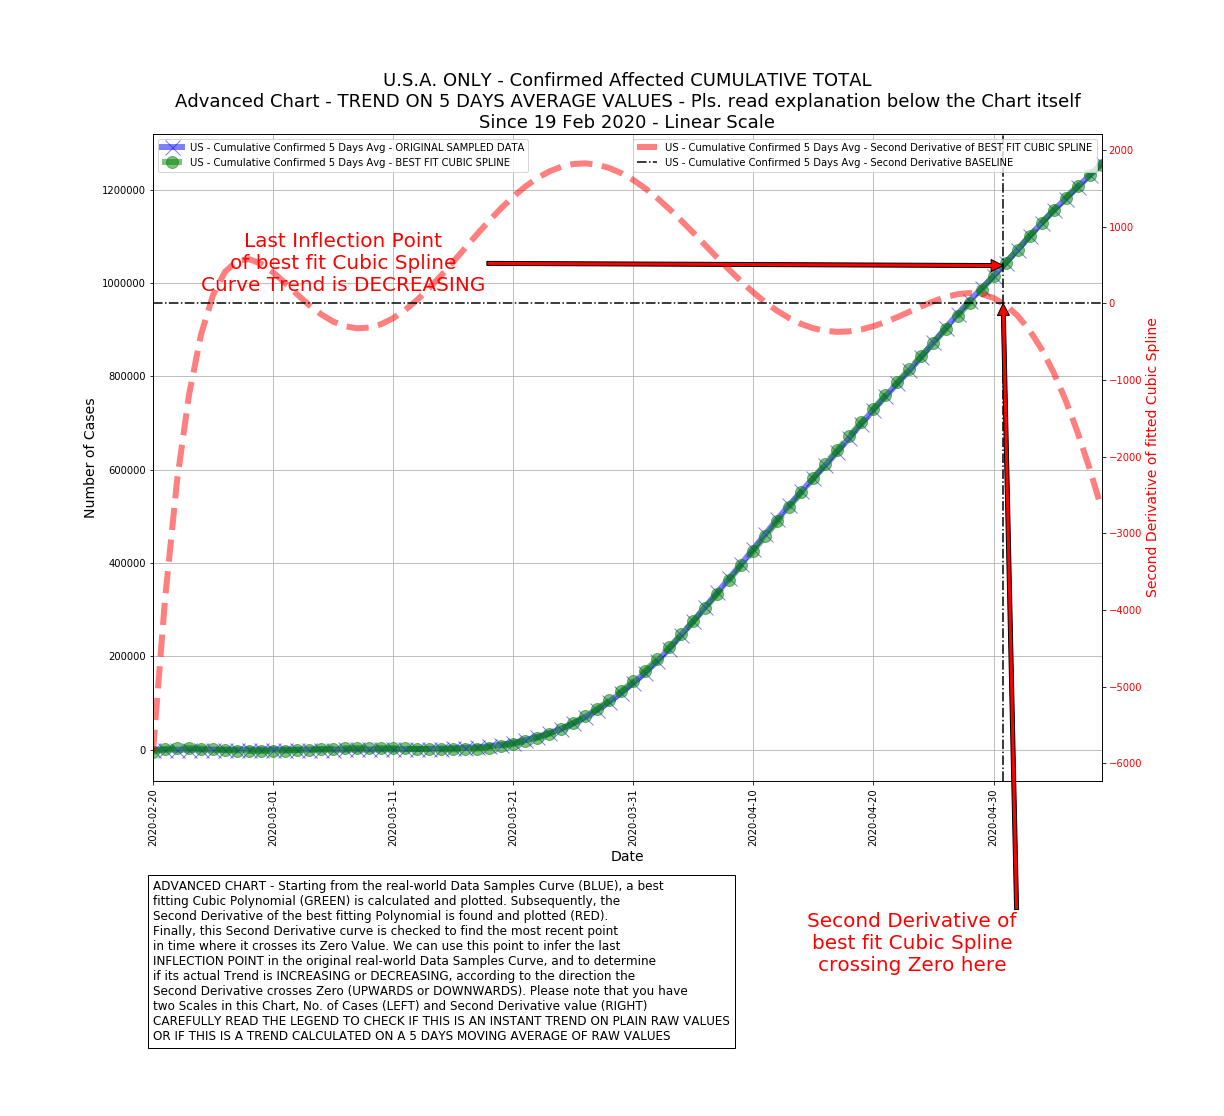 U.S.A. ONLY - Confirmed Affected CUMULATIVE TOTAL
Advanced Chart - TREND ON 5 DAYS AVERAGE VALUES - Pls. read explanation below the Chart itself
Since 19 Feb 2020 - Linear Scale
US - Cumulative Confirmed 5 Days Avg - ORIGINAL SAMPLED DATA
US - Cumulative Confirmed 5 Days Avg - BEST FIT CUBIC SPLINE
US - Cumulative Confirmed 5 Days Avg - Second Derivative of BEST FIT CUBIC SPLINE
US - Cumulative Confirmed 5 Days Avg - Second Derivative BASELINE
Last Inflection Point
of best fit Cubic Spline
Curve Trend is DECREASING
Number of Cases
1200000
1000000
800000
600000
400000
200000
0
2000
1000
0
−1000
−2000
−3000
−4000
−5000
−6000
Second Derivative of fitted Cubic Spline
2020-02-20
2020-03-01
2020-03-11
2020-03-21
2020-03-31
2020-04-10
2020-04-20
2020-04-30
Date
ADVANCED CHART - Starting from the real-world Data Samples Curve (BLUE), a best
fitting Cubic Polynomial (GREEN) is calculated and plotted. Subsequently, the
Second Derivative of the best fitting Polynomial is found and plotted (RED).
Finally, this Second Derivative curve is checked to find the most recent point
in time where it crosses its Zero Value. We can use this point to infer the last
INFLECTION POINT in the original real-world Data Samples Curve, and to determine
if its actual Trend is INCREASING or DECREASING, according to the direction the
Second Derivative crosses Zero (UPWARDS or DOWNWARDS). Please note that you have
two Scales in this Chart, No. of Cases (LEFT) and Second Derivative value (RIGHT)
CAREFULLY READ THE LEGEND TO CHECK IF THIS IS AN INSTANT TREND ON PLAIN RAW VALUES
OR IF THIS IS A TREND CALCULATED ON A 5 DAYS MOVING AVERAGE OF RAW VALUES
Second Derivative of
best fit Cubic Spline
crossing Zero here